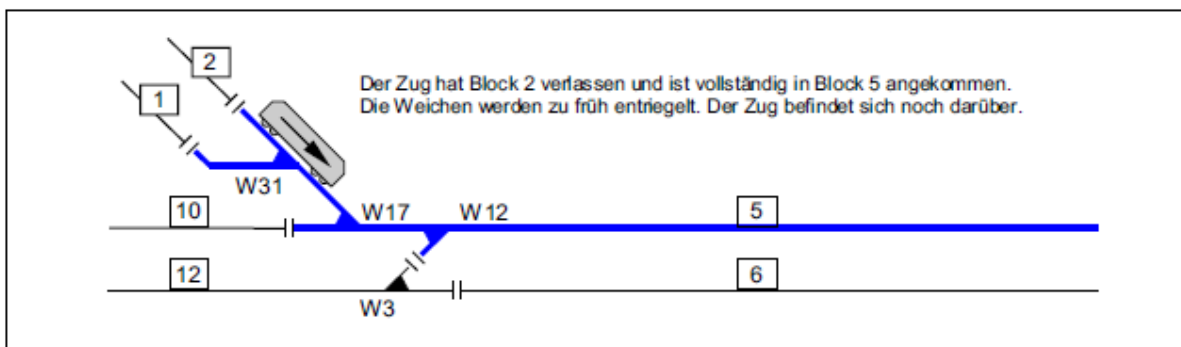 2
Der Zug hat Block 2 verlassen und ist vollständig in Block 5 angekommen.
1
Die Weichen werden zu früh entriegelt. Der Zug befindet sich noch darüber.
W31
10
W17
W12
5
12
6
W3